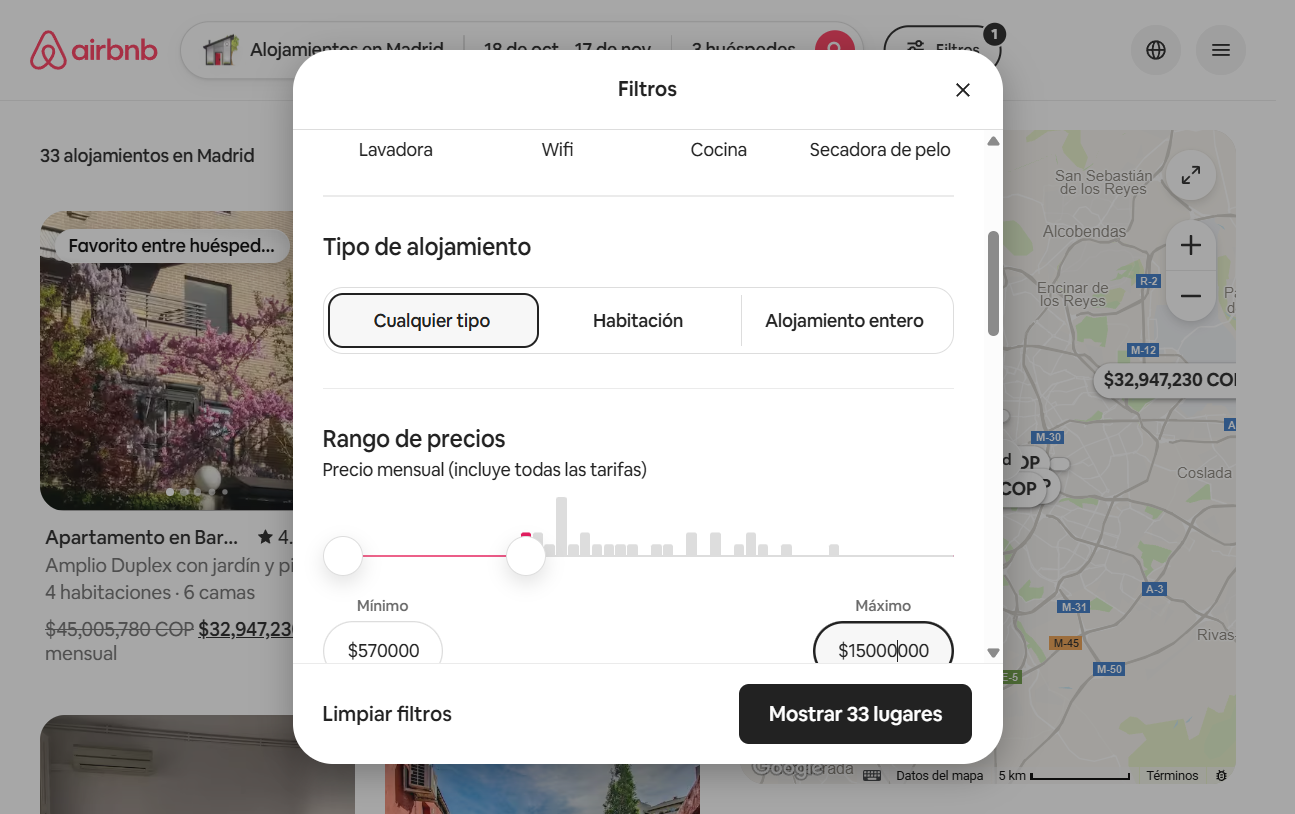 airbnb
Alojamientos en Madrid
18 de oct – 17 de nov
3 huéspedes
Filtros
1
33 alojamientos en Madrid
Favorito entre huésped...
Apartamento en Bar...
4.
Amplio Duplex con jardín y pi
4 habitaciones · 6 camas
$45,005,780 COP $32,947,23
mensual
Filtros
Lavadora
Wifi
Cocina
Secadora de pelo
Tipo de alojamiento
Cualquier tipo
Habitación
Alojamiento entero
Rango de precios
Precio mensual (incluye todas las tarifas)
Mínimo
Máximo
$570000
$15000000
Limpiar filtros
Mostrar 33 lugares
San Sebastián
de los Reyes
Alcobendas
R-2
Encinar de
los Reyes
M-12
$32,947,230 CO
M-30
OP
COP
Coslada
A-3
M-31
M-45
Rivas
E-5
M-50
Google
Datos del mapa
5 km
Términos